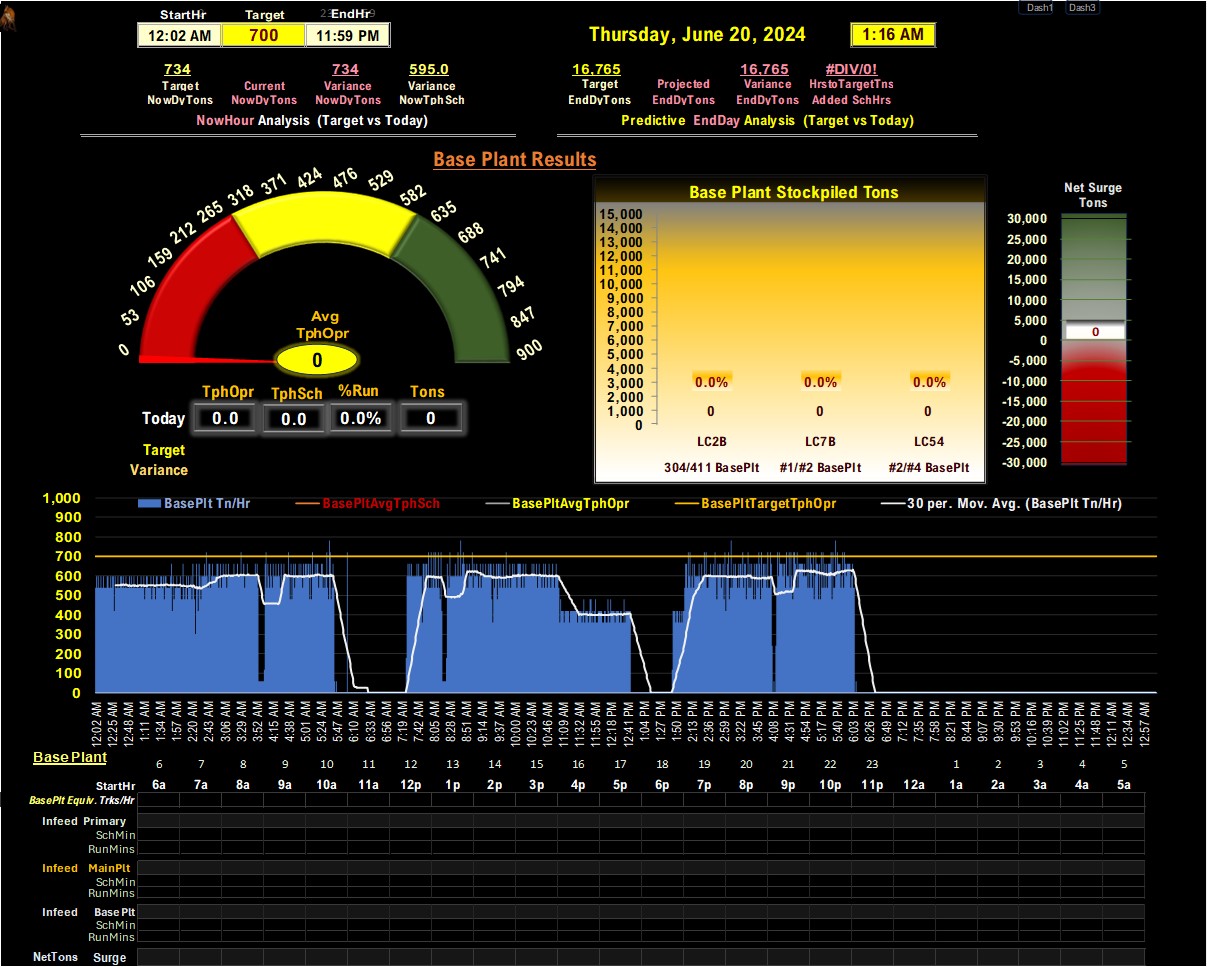 Dash1 Dash3
StartHr Target EndHr
12:02 AM 700 11:59 PM
Thursday, June 20, 2024 1:16 AM
734 734 595.0
Target Current Variance Variance
NowDyTons NowDyTons NowDyTons NowTphSch
NowHour Analysis (Target vs Today)
16,765 16,765 #DIV/0!
Target Projected Variance HrstoTargetTns
EndDyTons EndDyTons EndDyTons Added SchHrs
Predictive EndDay Analysis (Target vs Today)
Base Plant Results
0 53 106 159 212 265 318 371 424 476 529 582 635 688 741 794 847 900
Avg
TphOpr
0
TphOpr TphSch %Run Tons
Today 0.0 0.0 0.0% 0
Target
Variance
Base Plant Stockpiled Tons
15,000
14,000
13,000
12,000
11,000
10,000
9,000
8,000
7,000
6,000
5,000
4,000
3,000
2,000
1,000
0
0.0% 0.0% 0.0%
0 0 0
LC2B LC7B LC54
304/411 BasePlt #1/#2 BasePlt #2/#4 BasePlt
Net Surge
Tons
30,000
25,000
20,000
15,000
10,000
5,000
0
-5,000
-10,000
-15,000
-20,000
-25,000
-30,000
0
BasePlt Tn/Hr BasePltAvgTphSch BasePltAvgTphOpr BasePltTargetTphOpr 30 per. Mov. Avg. (BasePlt Tn/Hr)
1,000
900
800
700
600
500
400
300
200
100
0
12:02 AM 12:25 AM 12:48 AM 1:11 AM 1:34 AM 1:57 AM 2:20 AM 2:43 AM 3:06 AM 3:29 AM 3:52 AM 4:15 AM 4:38 AM 5:01 AM 5:24 AM 5:47 AM 6:10 AM 6:33 AM 6:56 AM 7:19 AM 7:42 AM 8:05 AM 8:28 AM 8:51 AM 9:14 AM 9:37 AM 10:00 AM 10:23 AM 10:46 AM 11:09 AM 11:32 AM 11:55 AM 12:18 PM 12:41 PM 1:04 PM 1:27 PM 1:50 PM 2:13 PM 2:36 PM 2:59 PM 3:22 PM 3:45 PM 4:08 PM 4:31 PM 4:54 PM 5:17 PM 5:40 PM 6:03 PM 6:26 PM 6:49 PM 7:12 PM 7:35 PM 7:58 PM 8:21 PM 8:44 PM 9:07 PM 9:30 PM 9:53 PM 10:16 PM 10:39 PM 11:02 PM 11:25 PM 11:48 PM 12:11 AM 12:34 AM 12:57 AM
Base Plant
6 7 8 9 10 11 12 13 14 15 16 17 18 19 20 21 22 23 1 2 3 4 5
StartHr 6a 7a 8a 9a 10a 11a 12p 1p 2p 3p 4p 5p 6p 7p 8p 9p 10p 11p 12a 1a 2a 3a 4a 5a
BasePlt Equiv. Trks/Hr
Infeed Primary
SchMin
RunMins
Infeed MainPlt
SchMin
RunMins
Infeed Base Plt
SchMin
RunMins
NetTons Surge